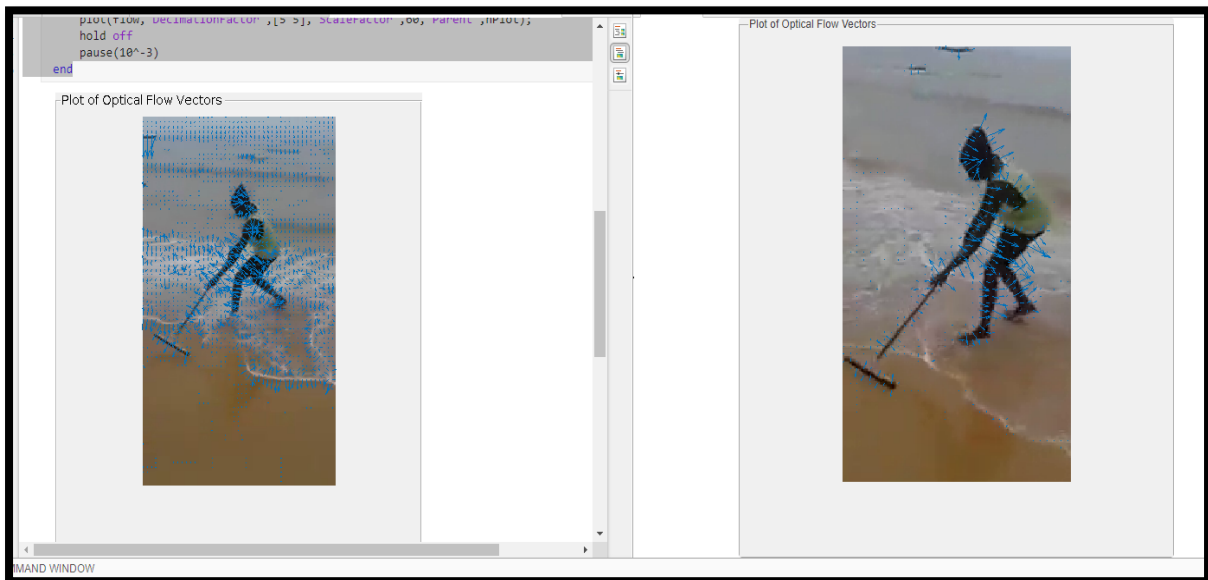 plot(flow,'DecimationFactor',[5 5],'ScaleFactor',60,'Parent',hPlot);
hold off
pause(10^-3)
end
Plot of Optical Flow Vectors
Plot of Optical Flow Vectors
MAND WINDOW